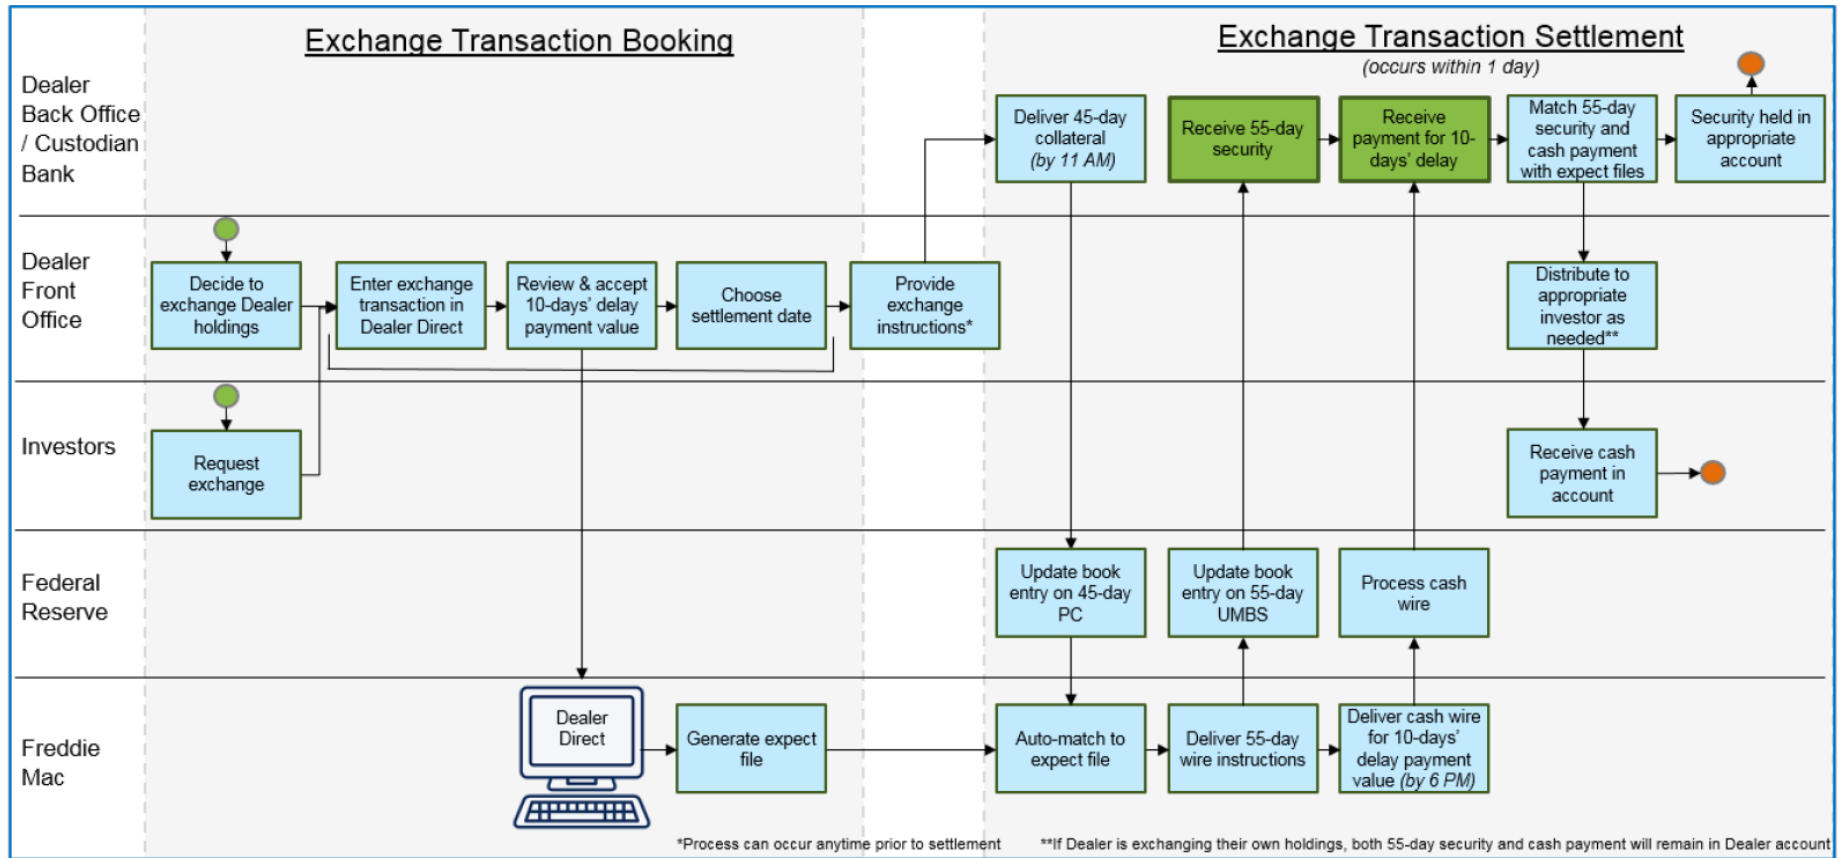 Exchange Transaction Booking
Exchange Transaction Settlement
(occurs within 1 day)
Dealer
Back Office
/ Custodian
Bank
Deliver 45-day
collateral
(by 11 AM)
Receive 55-day
security
Receive
payment for 10-
days' delay
Match 55-day
security and
cash payment
with expect files
Security held in
appropriate
account
Dealer
Front
Office
Decide to
exchange Dealer
holdings
Enter exchange
transaction in
Dealer Direct
Review & accept
10-days' delay
payment value
Choose
settlement date
Provide
exchange
instructions*
Distribute to
appropriate
investor as
needed**
Investors
Request
exchange
Receive cash
payment in
account
Federal
Reserve
Update book
entry on 45-day
PC
Update book
entry on 55-day
UMBS
Process cash
wire
Freddie
Mac
Dealer
Direct
Generate expect
file
Auto-match to
expect file
Deliver 55-day
wire instructions
Deliver cash wire
for 10-days'
delay payment
value (by 6 PM)
*Process can occur anytime prior to settlement
**If Dealer is exchanging their own holdings, both 55-day security and cash payment will remain in Dealer account